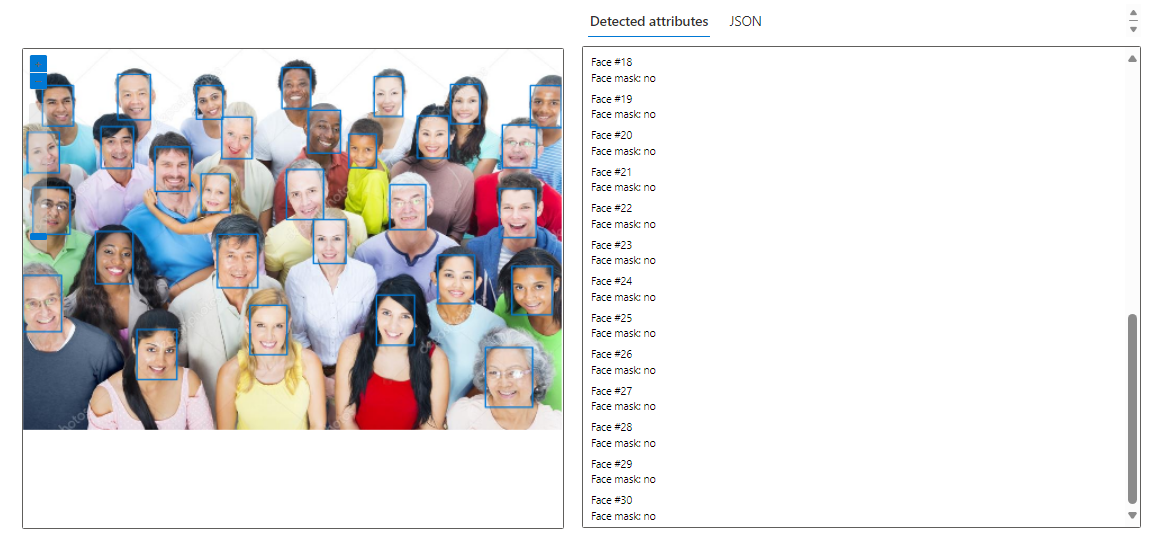 Detected attributes JSON
Face #18
Face mask: no
Face #19
Face mask: no
Face #20
Face mask: no
Face #21
Face mask: no
Face #22
Face mask: no
Face #23
Face mask: no
Face #24
Face mask: no
Face #25
Face mask: no
Face #26
Face mask: no
Face #27
Face mask: no
Face #28
Face mask: no
Face #29
Face mask: no
Face #30
Face mask: no